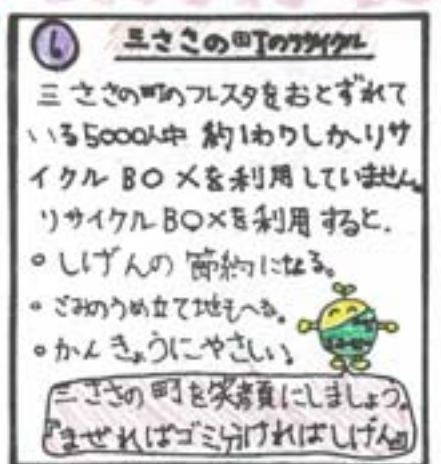 6 三ささの町のリサイクル
三ささの町のフレスタをおとずれて
いる5000人中 約1わりしかリサ
イクルBOXを利用していません。
リサイクルBOXを利用すると、
・しげんの節約になる。
・ごみのうめ立て地もへる。
・かんきょうにやさしい。
三ささの町を笑顔にしましょう。
『まぜればゴミ分ければしげん』